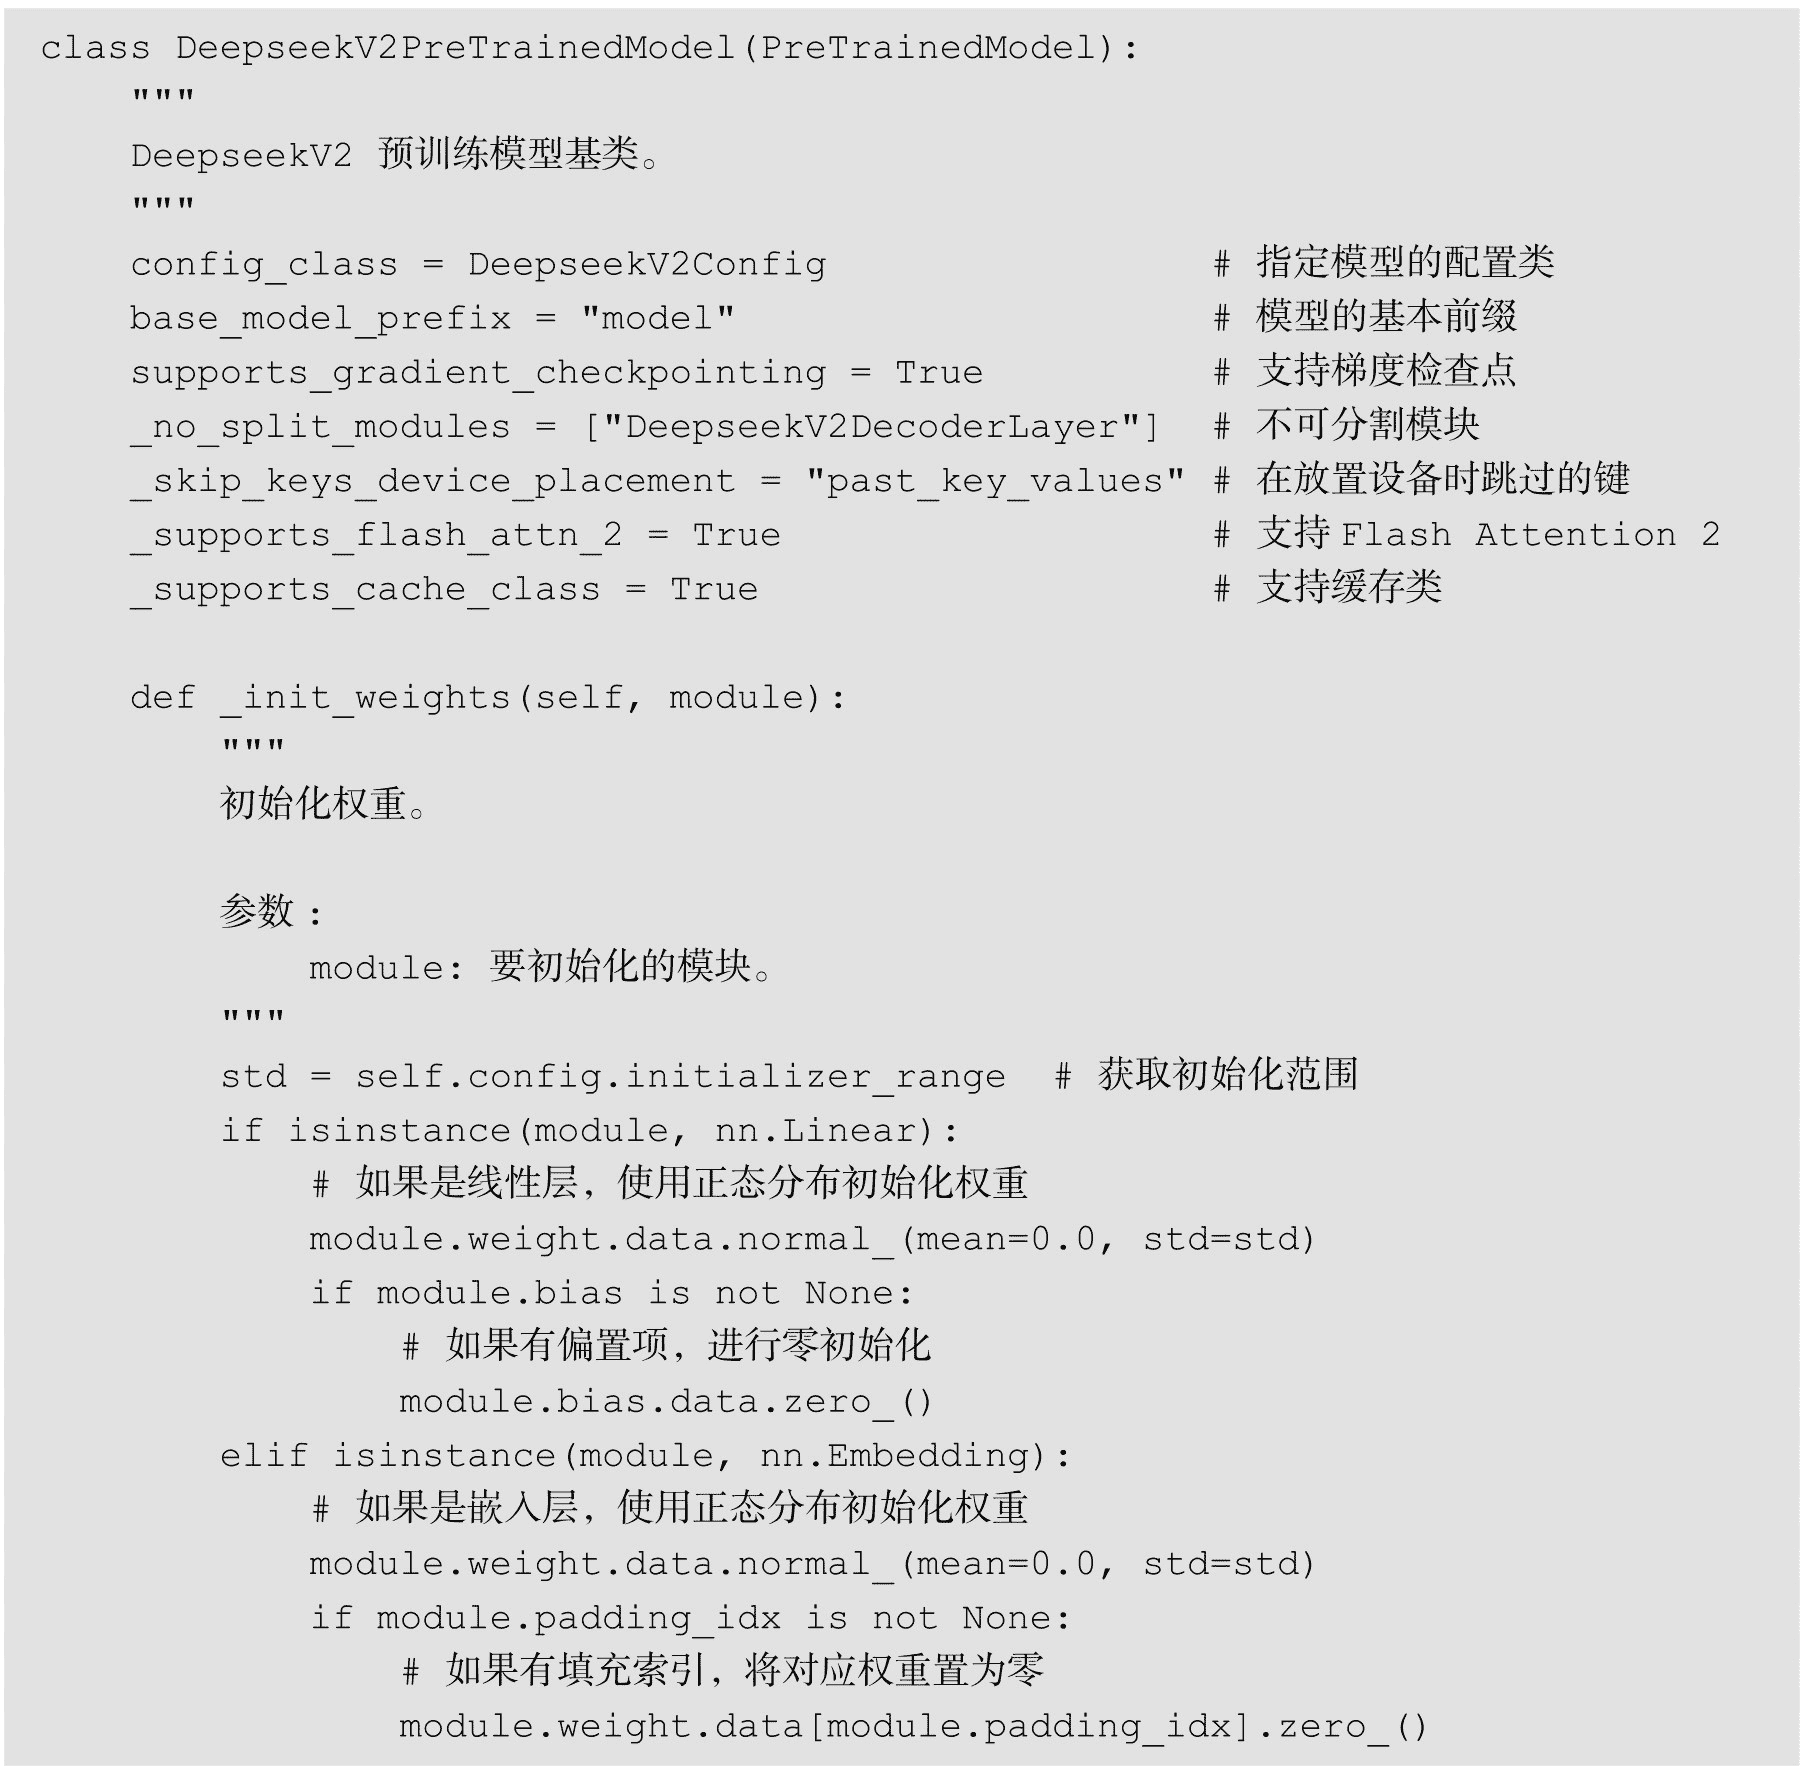 class DeepseekV2PreTrainedModel(PreTrainedModel):
    """
    DeepseekV2 预训练模型基类。
    """
    config_class = DeepseekV2Config                 # 指定模型的配置类
    base_model_prefix = "model"                     # 模型的基本前缀
    supports_gradient_checkpointing = True          # 支持梯度检查点
    _no_split_modules = ["DeepseekV2DecoderLayer"]  # 不可分割模块
    _skip_keys_device_placement = "past_key_values" # 在放置设备时跳过的键
    _supports_flash_attn_2 = True                   # 支持 Flash Attention 2
    _supports_cache_class = True                    # 支持缓存类

    def _init_weights(self, module):
        """
        初始化权重。

        参数：
            module: 要初始化的模块。
        """
        std = self.config.initializer_range  # 获取初始化范围
        if isinstance(module, nn.Linear):
            # 如果是线性层，使用正态分布初始化权重
            module.weight.data.normal_(mean=0.0, std=std)
            if module.bias is not None:
                # 如果有偏置项，进行零初始化
                module.bias.data.zero_()
        elif isinstance(module, nn.Embedding):
            # 如果是嵌入层，使用正态分布初始化权重
            module.weight.data.normal_(mean=0.0, std=std)
            if module.padding_idx is not None:
                # 如果有填充索引，将对应权重置为零
                module.weight.data[module.padding_idx].zero_()